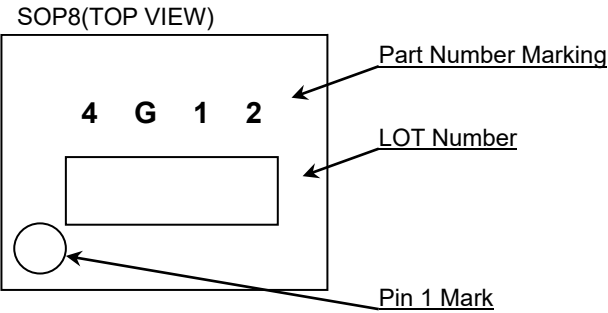 SOP8(TOP VIEW)
Part Number Marking
4 G 1 2
LOT Number
Pin 1 Mark